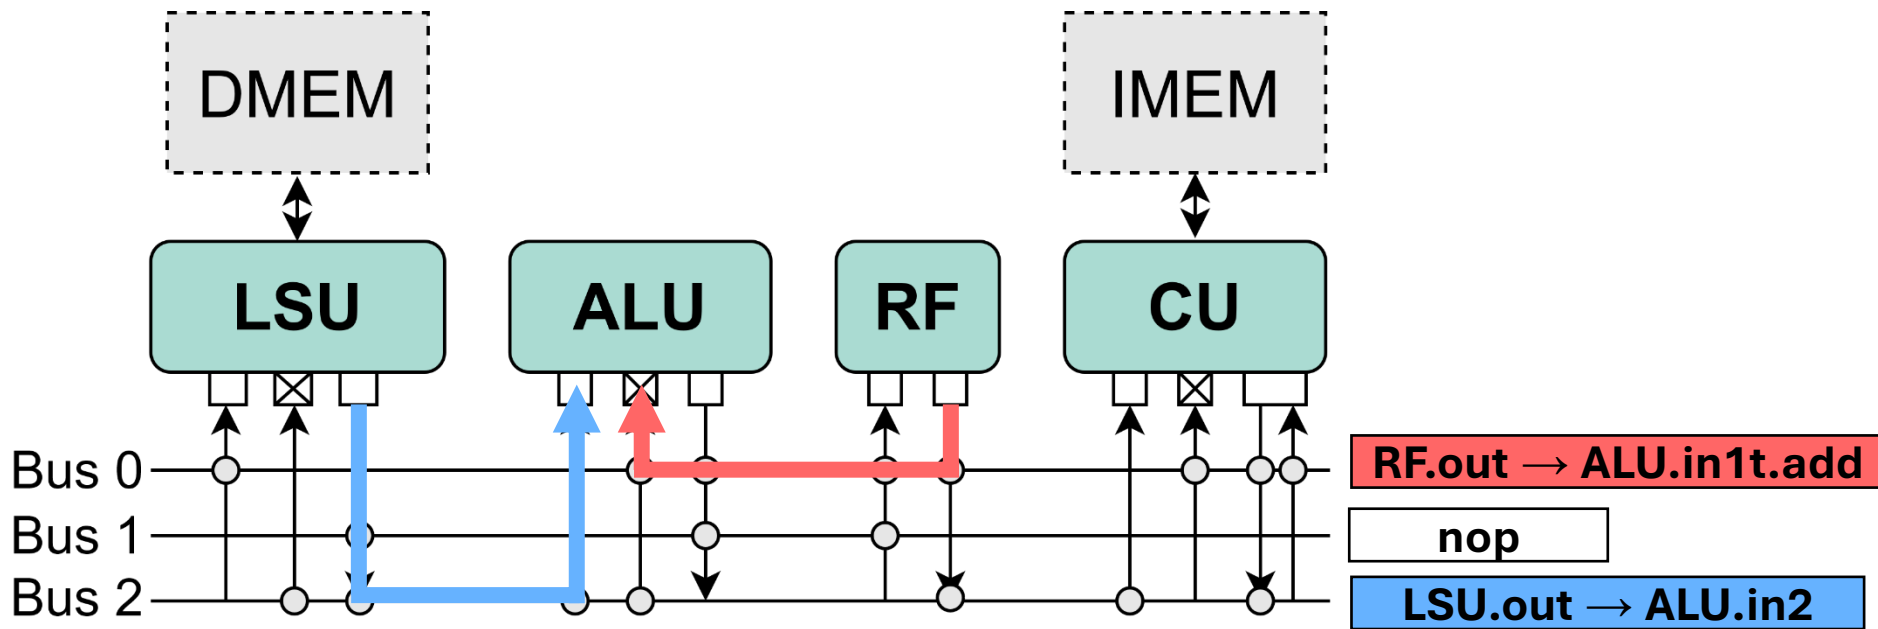 DMEM
IMEM
LSU
ALU
RF
CU
Bus 0
RF.out → ALU.in1t.add
Bus 1
nop
Bus 2
LSU.out → ALU.in2